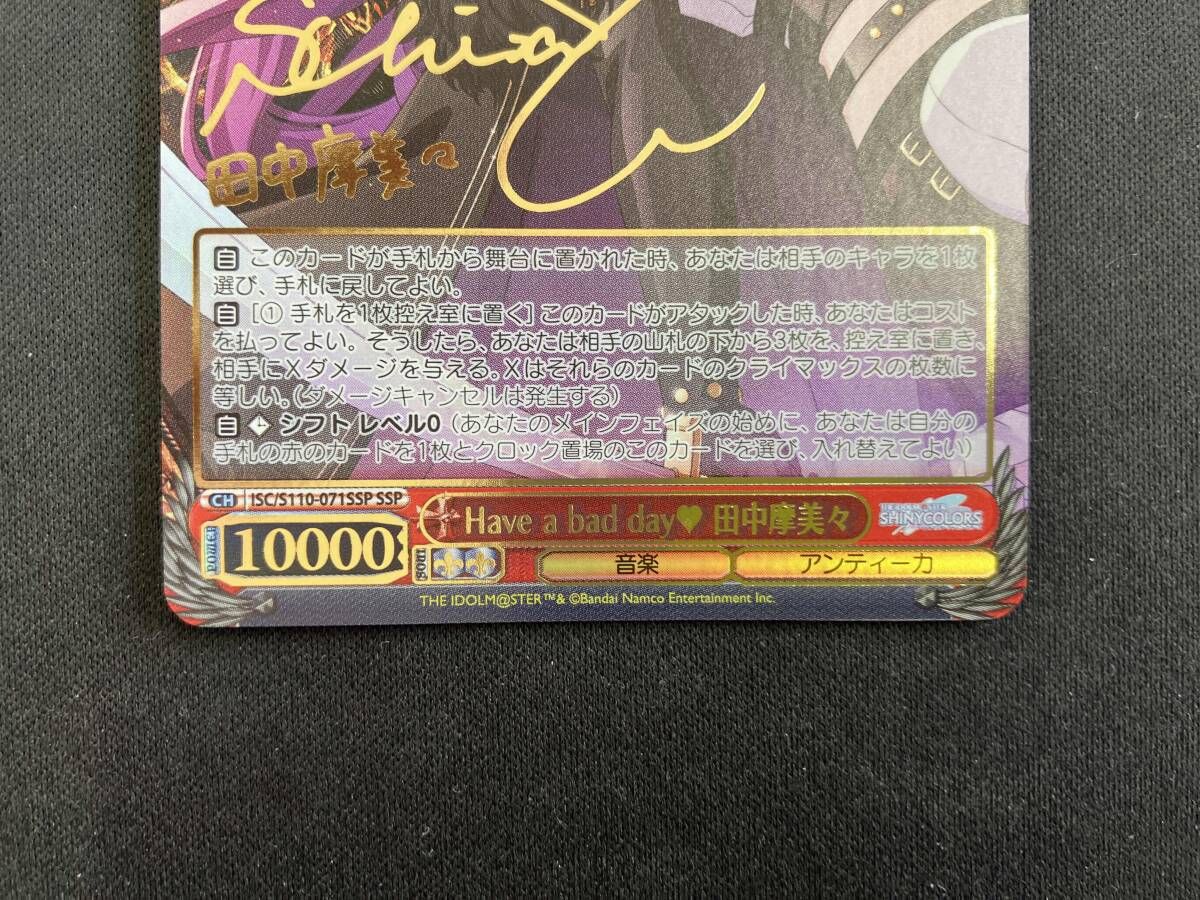 田中摩美々
自 このカードが手札から舞台に置かれた時、あなたは相手のキャラを1枚
選び、手札に戻してよい。
自 [① 手札を1枚控え室に置く] このカードがアタックした時、あなたはコスト
を払ってよい。そうしたら、あなたは相手の山札の下から3枚を、控え室に置き、
相手にXダメージを与える。Xはそれらのカードのクライマックスの枚数に
等しい。(ダメージキャンセルは発生する)
自 シフト レベル0 (あなたのメインフェイズの始めに、あなたは自分の
手札の赤のカードを1枚とクロック置場のこのカードを選び、入れ替えてよい)
CH ISC/S110-071SSP SSP
Have a bad day♥ 田中摩美々
SHINYCOLORS
POWER 10000
SOUL
音楽 アンティーカ
THE IDOLM@STER™& ©Bandai Namco Entertainment Inc.